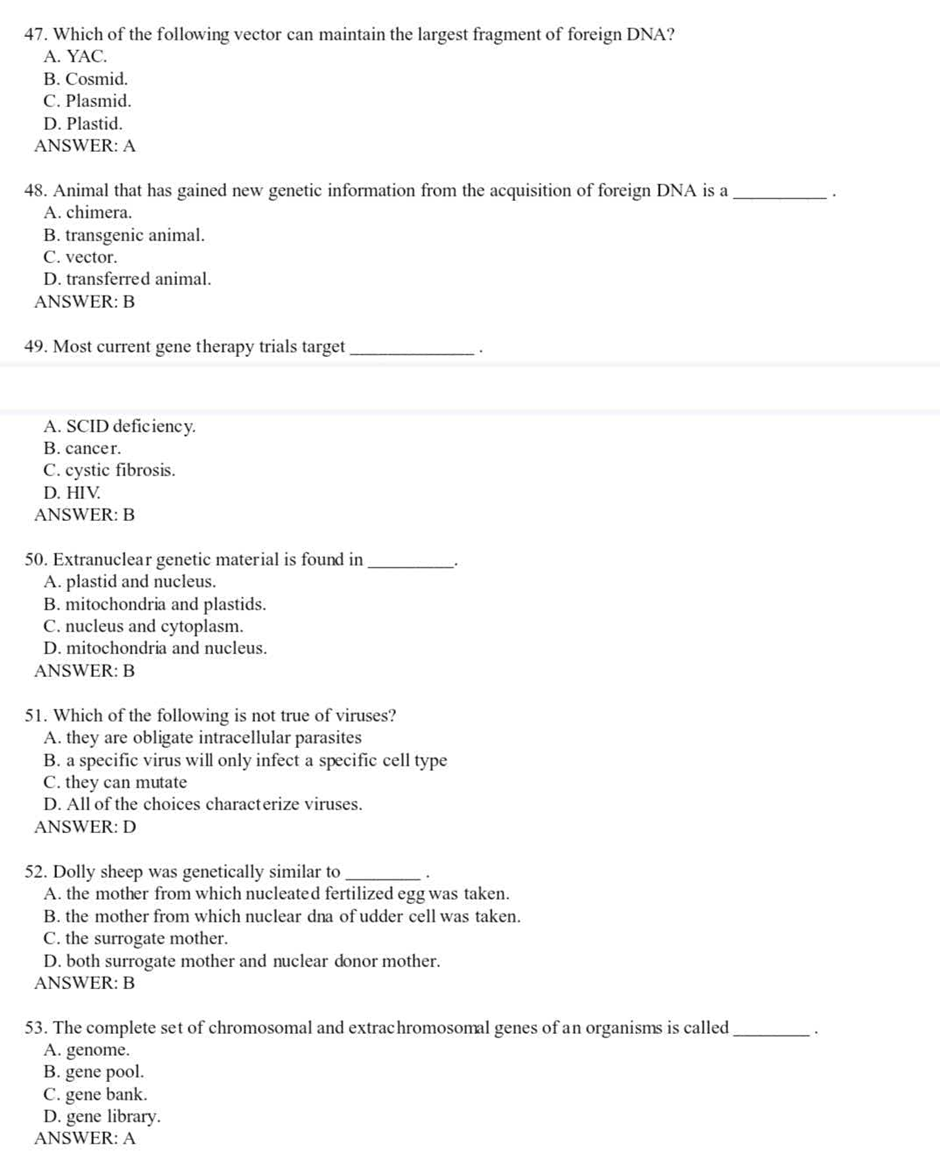 47. Which of the following vector can maintain the largest fragment of foreign DNA?
A. YAC.
B. Cosmid.
C. Plasmid.
D. Plastid.
ANSWER: A
48. Animal that has gained new genetic information from the acquisition of foreign DNA is a __________ .
A. chimera.
B. transgenic animal.
C. vector.
D. transferred animal.
ANSWER: B
49. Most current gene therapy trials target _____________ .
A. SCID deficiency.
B. cancer.
C. cystic fibrosis.
D. HIV.
ANSWER: B
50. Extranuclear genetic material is found in _________.
A. plastid and nucleus.
B. mitochondria and plastids.
C. nucleus and cytoplasm.
D. mitochondria and nucleus.
ANSWER: B
51. Which of the following is not true of viruses?
A. they are obligate intracellular parasites
B. a specific virus will only infect a specific cell type
C. they can mutate
D. All of the choices characterize viruses.
ANSWER: D
52. Dolly sheep was genetically similar to ________ .
A. the mother from which nucleated fertilized egg was taken.
B. the mother from which nuclear dna of udder cell was taken.
C. the surrogate mother.
D. both surrogate mother and nuclear donor mother.
ANSWER: B
53. The complete set of chromosomal and extrachromosomal genes of an organisms is called ________ .
A. genome.
B. gene pool.
C. gene bank.
D. gene library.
ANSWER: A